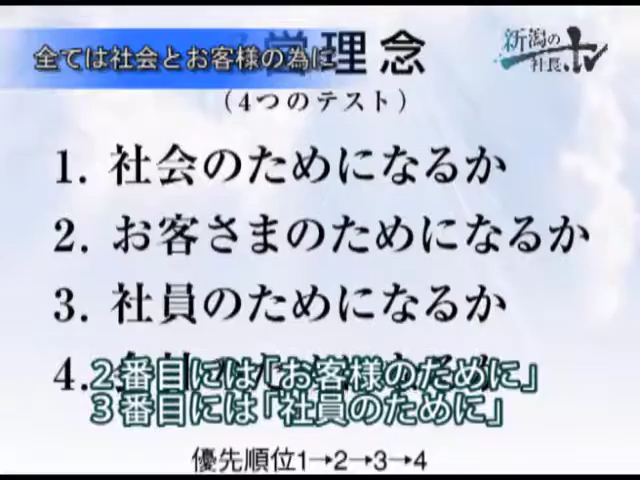 全ては社会とお客様の為に
理念
新潟の
社長.tv
(4つのテスト)
1. 社会のためになるか
2. お客さまのためになるか
3. 社員のためになるか
4.
2番目には「お客様のために」
3番目には「社員のために」
優先順位1→2→3→4